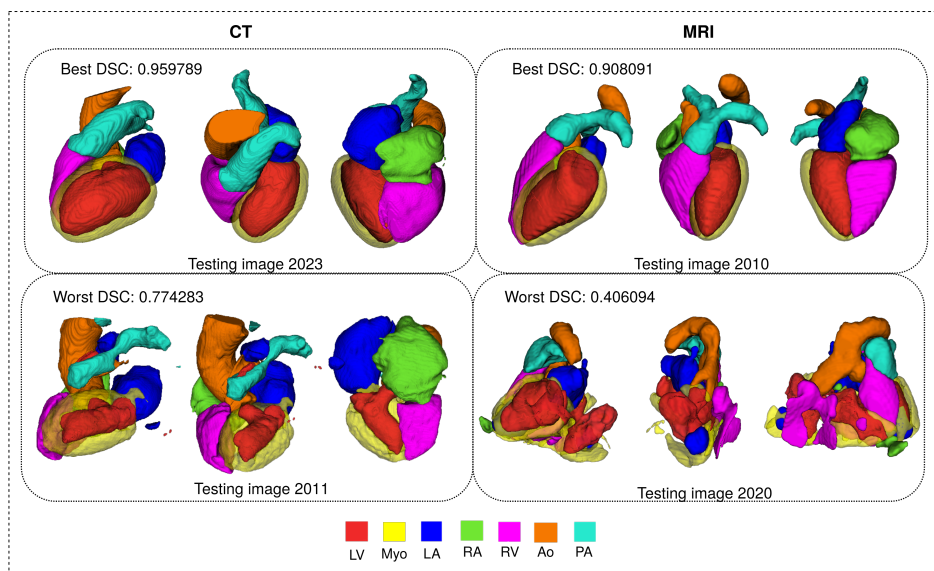 CT
MRI
Best DSC: 0.959789
Best DSC: 0.908091
Testing image 2023
Testing image 2010
Worst DSC: 0.774283
Worst DSC: 0.406094
Testing image 2011
Testing image 2020
LV Myo LA RA RV Ao PA